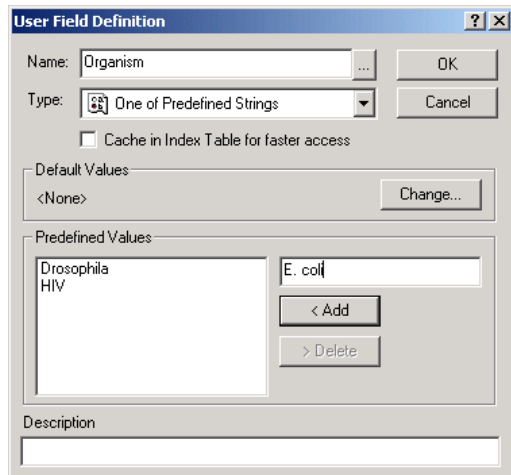 User Field Definition
Name: Organism ... OK
Type: One of Predefined Strings Cancel
Cache in Index Table for faster access
Default Values
<None> Change...
Predefined Values
Drosophila E. coli
HIV
< Add
> Delete
Description